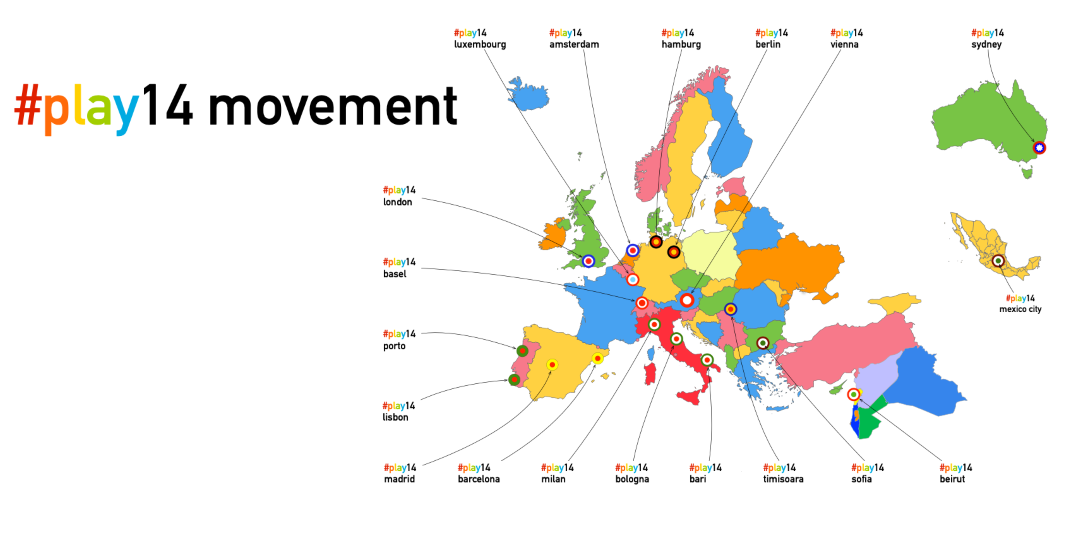 #play14
luxembourg
#play14
amsterdam
#play14
hamburg
#play14
berlin
#play14
vienna
#play14
sydney
#play14 movement
#play14
london
#play14
basel
#play14
mexico city
#play14
porto
#play14
lisbon
#play14
madrid
#play14
barcelona
#play14
milan
#play14
bologna
#play14
bari
#play14
timisoara
#play14
sofia
#play14
beirut